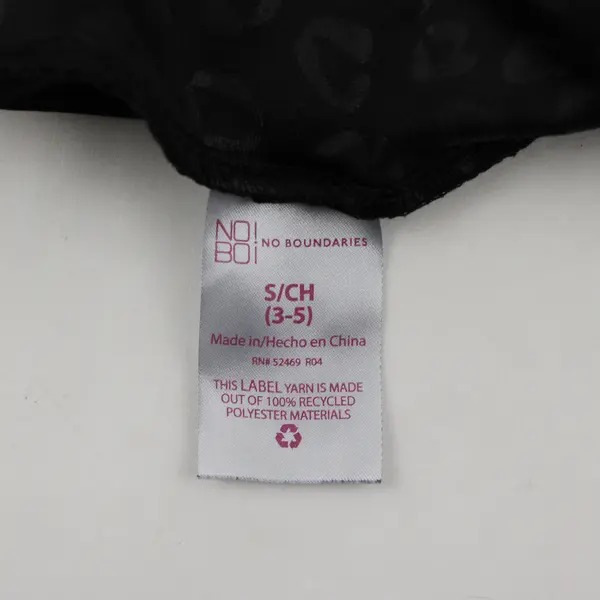 NO!
BO!
NO BOUNDARIES
S/CH
(3-5)
Made in/Hecho en China
RN# 52469 R04
THIS LABEL YARN IS MADE
OUT OF 100% RECYCLED
POLYESTER MATERIALS